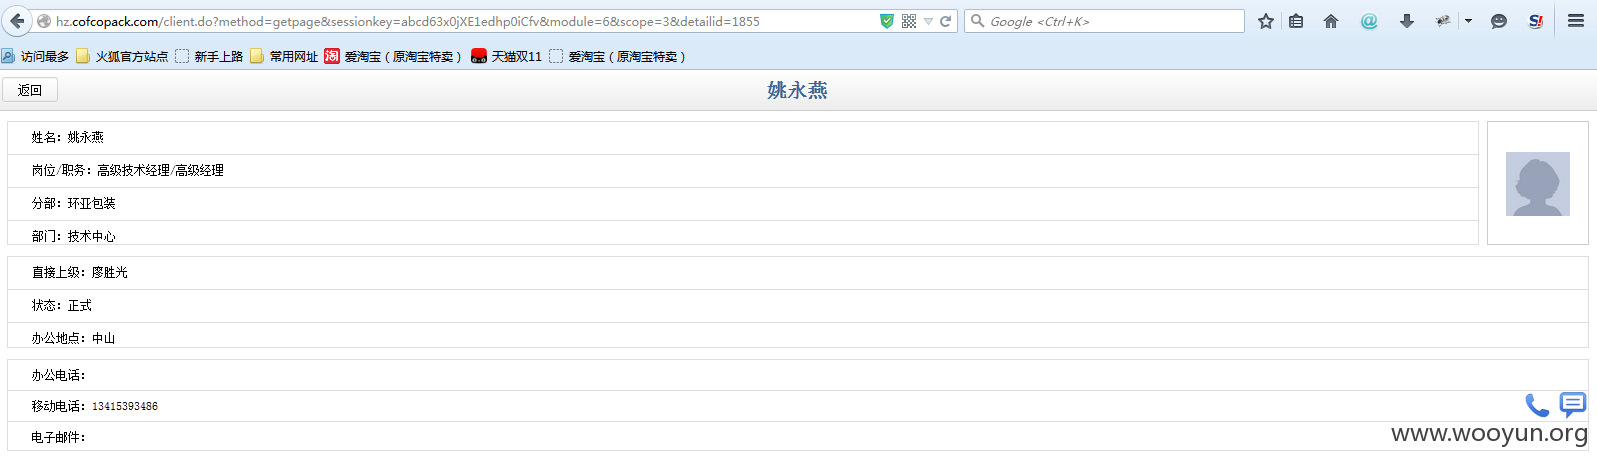 hz.cofcopack.com/client.do?method=getpage&sessionkey=abcd63x0jXE1edhp0iCfv&module=6&scope=3&detailid=1855
Google <Ctrl+K>
访问最多 火狐官方站点 新手上路 常用网址 淘 爱淘宝（原淘宝特卖） 天猫双11 爱淘宝（原淘宝特卖）
返回
姚永燕
姓名：姚永燕
岗位/职务：高级技术经理/高级经理
分部：环亚包装
部门：技术中心
直接上级：廖胜光
状态：正式
办公地点：中山
办公电话：
移动电话：13415393486
电子邮件：
www.wooyun.org